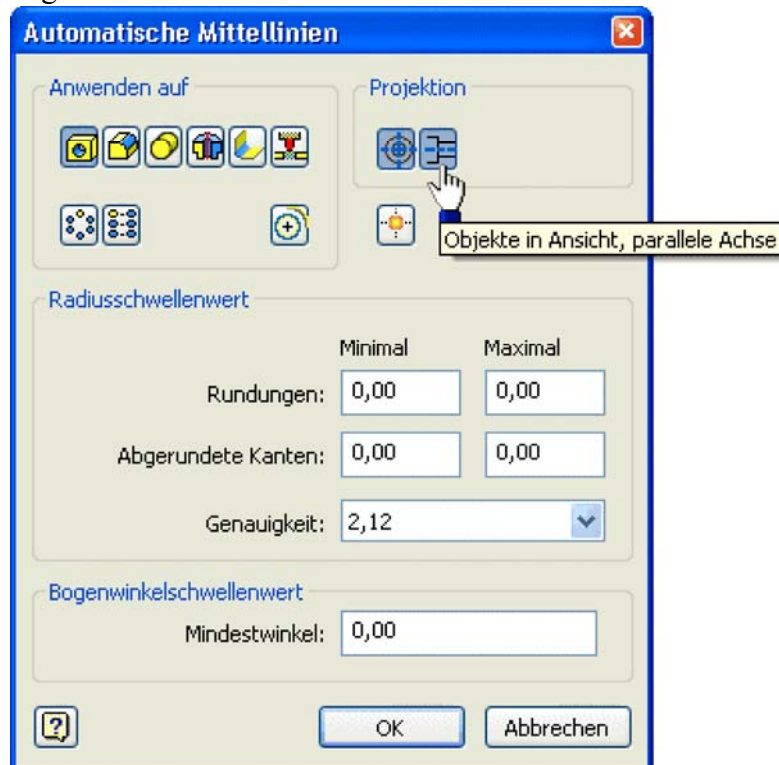 Automatische Mittellinien
Anwenden auf
Projektion
Objekte in Ansicht, parallele Achse
Radiusschwellenwert
Minimal Maximal
Rundungen: 0,00 0,00
Abgerundete Kanten: 0,00 0,00
Genauigkeit: 2,12
Bogenwinkelschwellenwert
Mindestwinkel: 0,00
OK Abbrechen